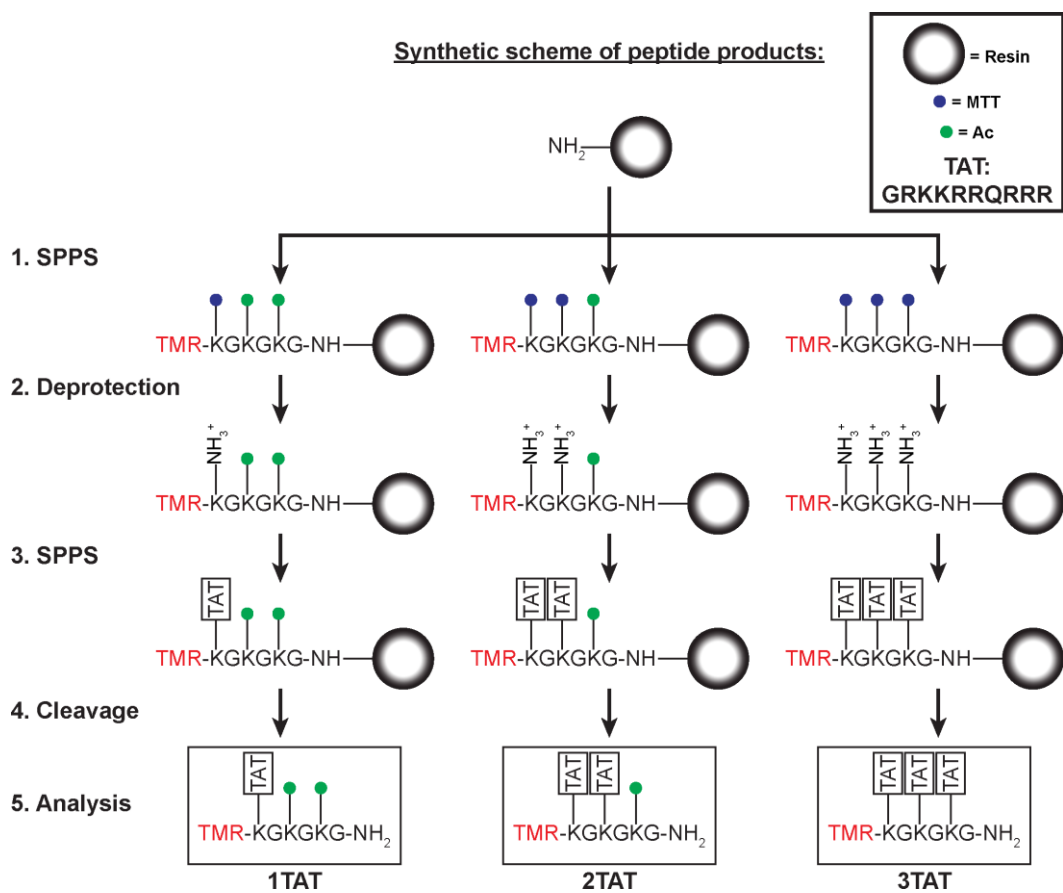 Synthetic scheme of peptide products:
= Resin
= MTT
= Ac
TAT:
GRKKRRQRRR
NH2
1. SPPS
TMR-KGKGKG-NH
TMR-KGKGKG-NH
TMR-KGKGKG-NH
2. Deprotection
NH3+
NH3+ NH3+
NH3+ NH3+ NH3+
TMR-KGKGKG-NH
TMR-KGKGKG-NH
TMR-KGKGKG-NH
3. SPPS
TAT
TAT TAT
TAT TAT TAT
TMR-KGKGKG-NH
TMR-KGKGKG-NH
TMR-KGKGKG-NH
4. Cleavage
5. Analysis
TAT
TAT TAT
TAT TAT TAT
TMR-KGKGKG-NH2
TMR-KGKGKG-NH2
TMR-KGKGKG-NH2
1TAT
2TAT
3TAT